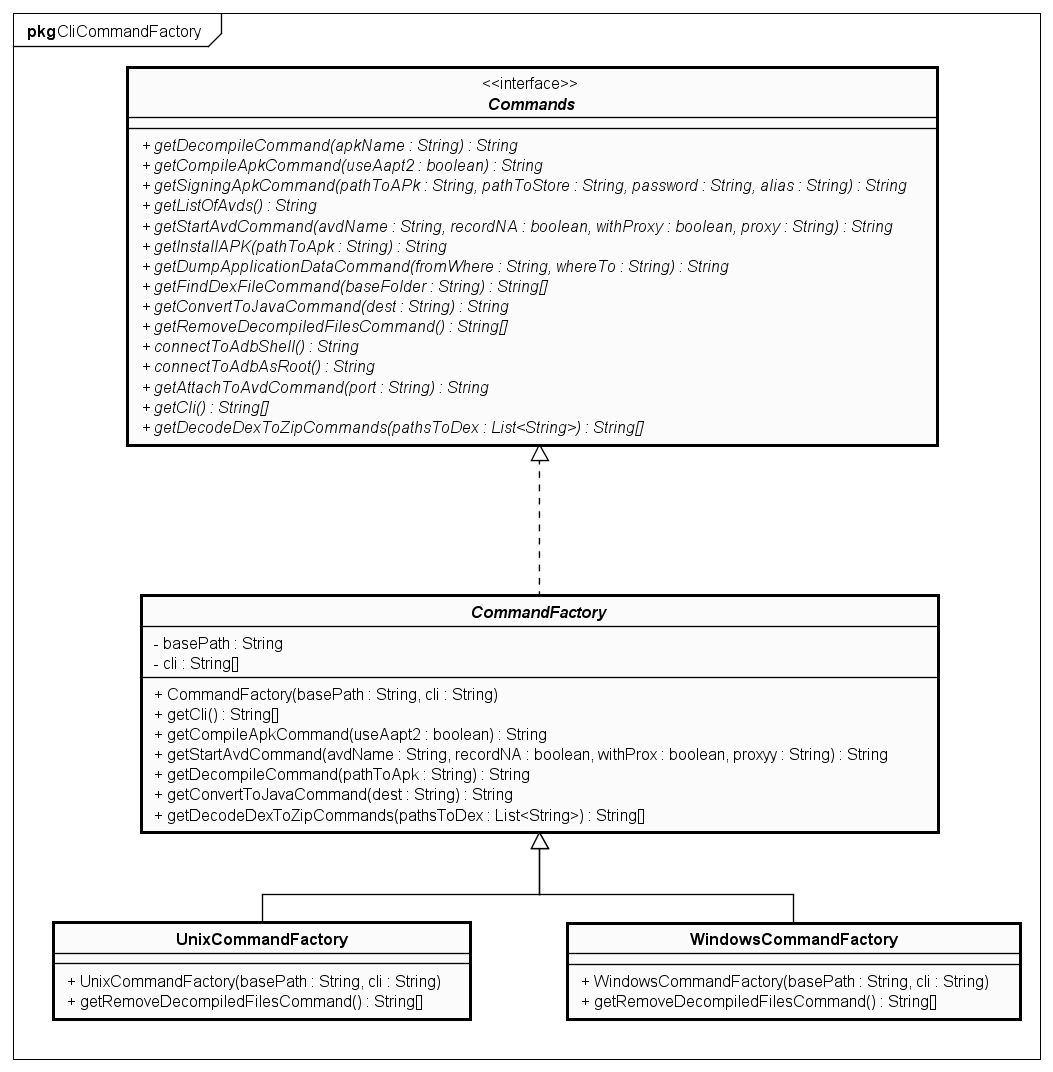 pkg CliCommandFactory
<<interface>>
Commands
+ getDecompileCommand(apkName : String) : String
+ getCompileApkCommand(useAapt2 : boolean) : String
+ getSigningApkCommand(pathToAPk : String, pathToStore : String, password : String, alias : String) : String
+ getListOfAvds() : String
+ getStartAvdCommand(avdName : String, recordNA : boolean, withProxy : boolean, proxy : String) : String
+ getInstallAPK(pathToApk : String) : String
+ getDumpApplicationDataCommand(fromWhere : String, whereTo : String) : String
+ getFindDexFileCommand(baseFolder : String) : String[]
+ getConvertToJavaCommand(dest : String) : String
+ getRemoveDecompiledFilesCommand() : String[]
+ connectToAdbShell() : String
+ connectToAdbAsRoot() : String
+ getAttachToAvdCommand(port : String) : String
+ getCli() : String[]
+ getDecodeDexToZipCommands(pathsToDex : List<String>) : String[]
CommandFactory
- basePath : String
- cli : String[]
+ CommandFactory(basePath : String, cli : String)
+ getCli() : String[]
+ getCompileApkCommand(useAapt2 : boolean) : String
+ getStartAvdCommand(avdName : String, recordNA : boolean, withProx : boolean, proxyy : String) : String
+ getDecompileCommand(pathToApk : String) : String
+ getConvertToJavaCommand(dest : String) : String
+ getDecodeDexToZipCommands(pathsToDex : List<String>) : String[]
UnixCommandFactory
+ UnixCommandFactory(basePath : String, cli : String)
+ getRemoveDecompiledFilesCommand() : String[]
WindowsCommandFactory
+ WindowsCommandFactory(basePath : String, cli : String)
+ getRemoveDecompiledFilesCommand() : String[]